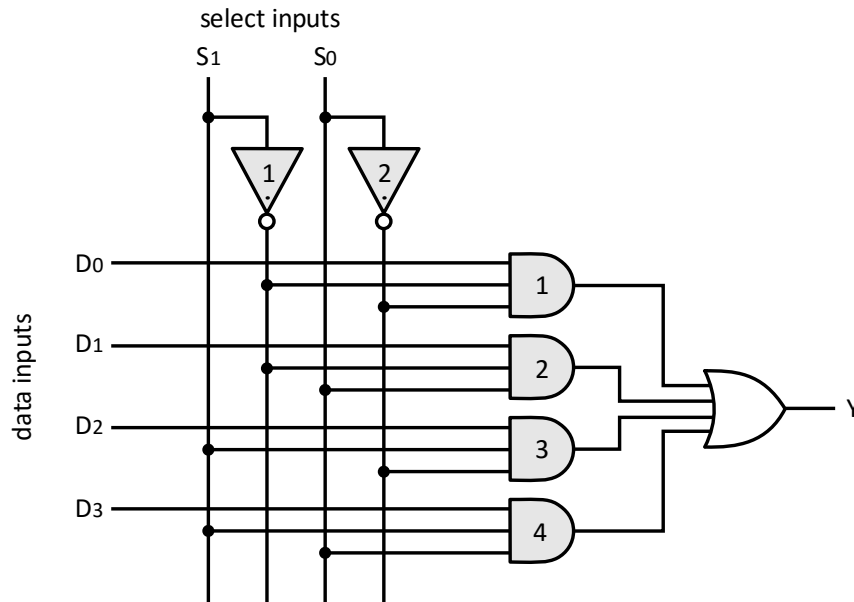 select inputs
S1 S0
1 2
D0
1
D1
2
data inputs
D2
3
D3
4
Y